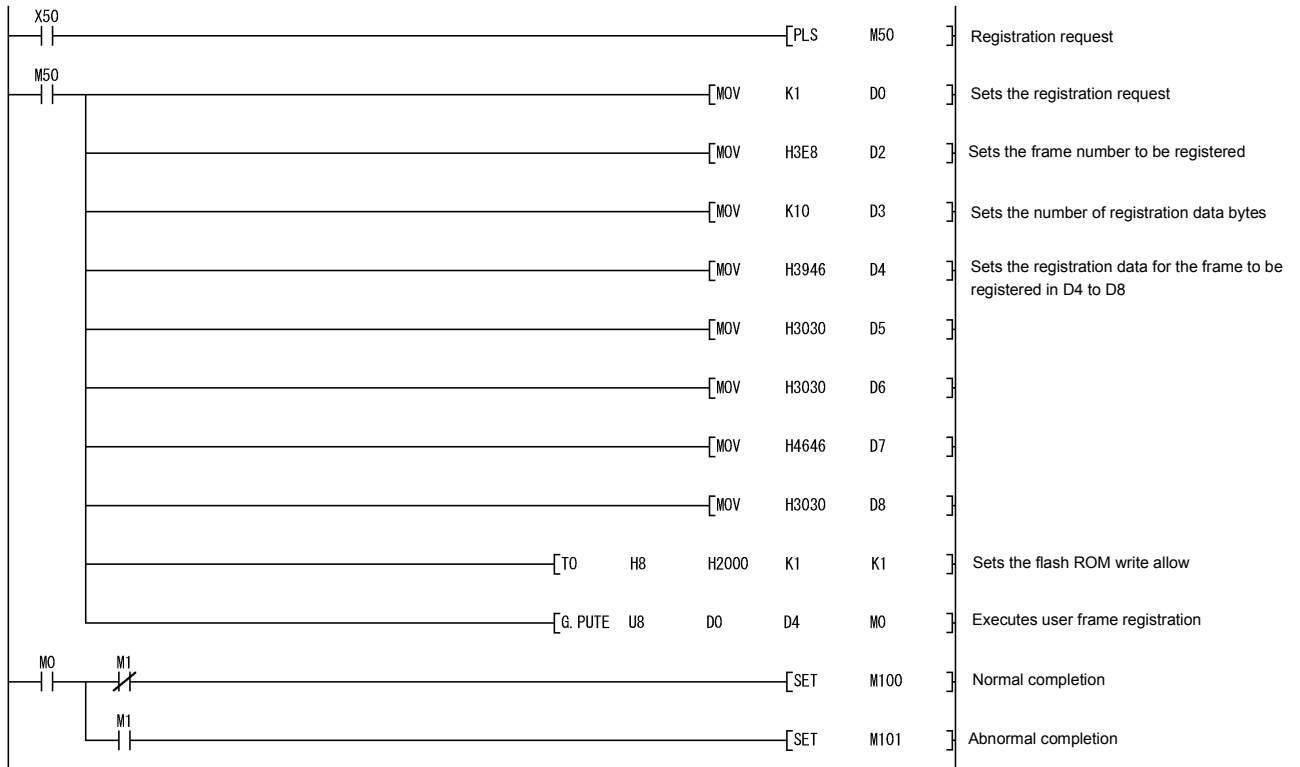 X50
[PLS M50 ] Registration request
M50
[MOV K1 D0 ] Sets the registration request
[MOV H3E8 D2 ] Sets the frame number to be registered
[MOV K10 D3 ] Sets the number of registration data bytes
[MOV H3946 D4 ] Sets the registration data for the frame to be
registered in D4 to D8
[MOV H3030 D5 ]
[MOV H3030 D6 ]
[MOV H4646 D7 ]
[MOV H3030 D8 ]
[TO H8 H2000 K1 K1 ] Sets the flash ROM write allow
[G.PUTE U8 D0 D4 M0 ] Executes user frame registration
M0 M1
[SET M100 ] Normal completion
M1
[SET M101 ] Abnormal completion